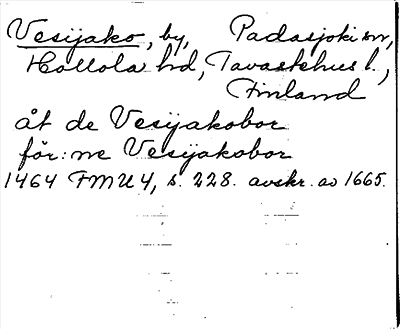 Vesijako, by, Padasjoki sn,
Hollola hd, Tavastehus l.,
Finland
åt de Vesijakobor
för:ne Vesijakobor
1464 FMU 4, s. 228. avskr. av 1665.